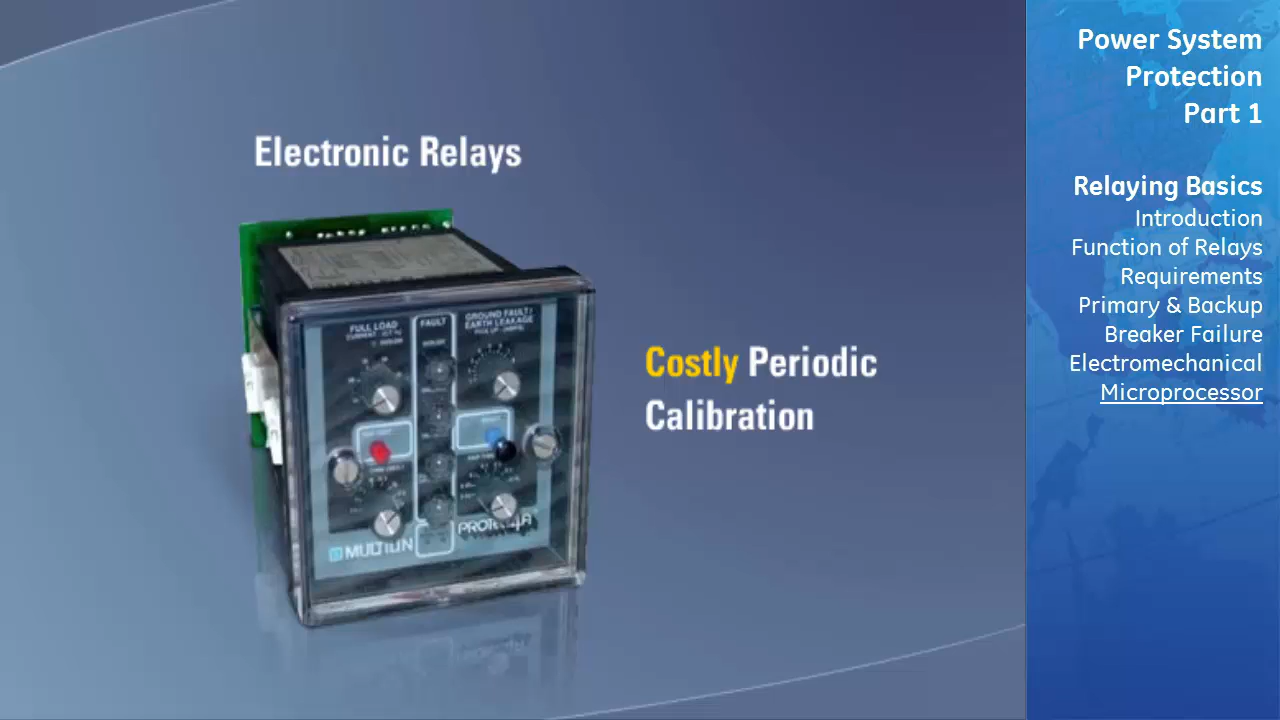 Electronic Relays
Costly Periodic
Calibration
FULL LOAD
FAULT
GROUND FAULT /
EARTH LEAKAGE
MULTILIN
Power System
Protection
Part 1
Relaying Basics
Introduction
Function of Relays
Requirements
Primary & Backup
Breaker Failure
Electromechanical
Microprocessor